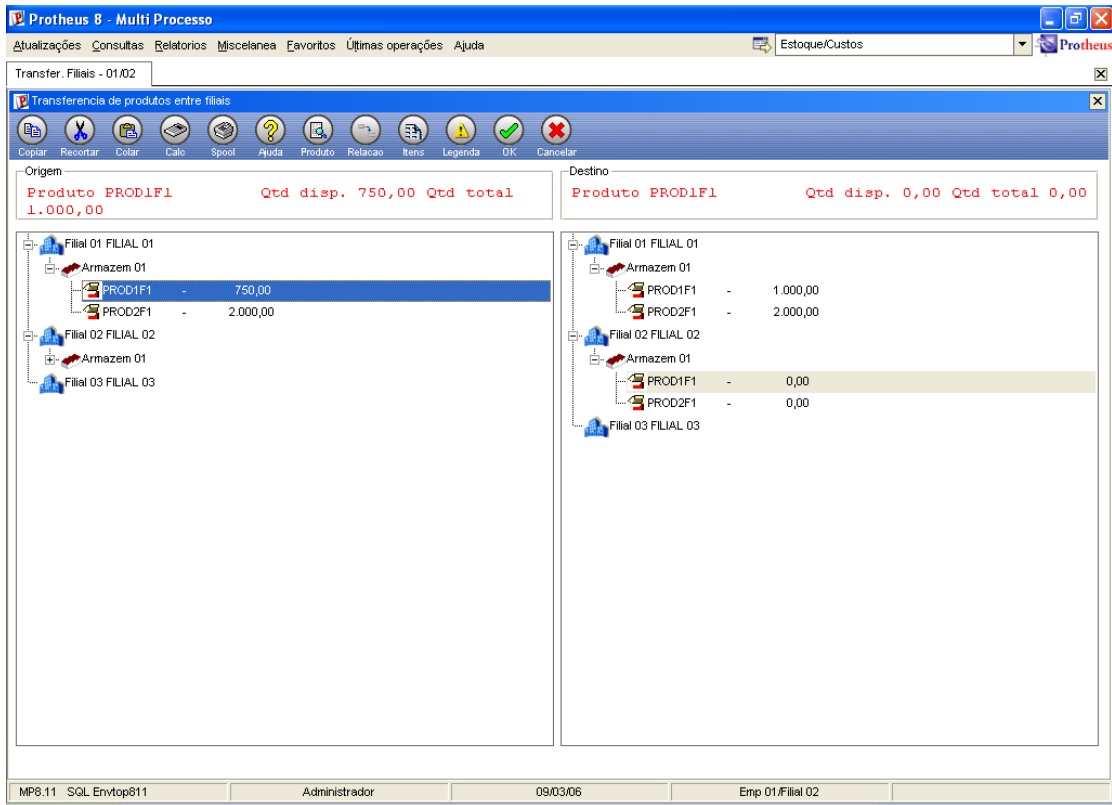 Protheus 8 - Multi Processo
Atualizações Consultas Relatorios Miscelanea Favoritos Últimas operações Ajuda Estoque/Custos Protheus
Transfer. Filiais - 01/02
Transferencia de produtos entre filiais
Copiar Recortar Colar Calc Spool Ajuda Produto Relacao Itens Legenda OK Cancelar
Origem
Produto PROD1F1 Qtd disp. 750,00 Qtd total
1.000,00
Filial 01 FILIAL 01
Armazem 01
PROD1F1 - 750,00
PROD2F1 - 2.000,00
Filial 02 FILIAL 02
Armazem 01
Filial 03 FILIAL 03
Destino
Produto PROD1F1 Qtd disp. 0,00 Qtd total 0,00
Filial 01 FILIAL 01
Armazem 01
PROD1F1 - 1.000,00
PROD2F1 - 2.000,00
Filial 02 FILIAL 02
Armazem 01
PROD1F1 - 0,00
PROD2F1 - 0,00
Filial 03 FILIAL 03
MP8.11 SQL Envtop811 Administrador 09/03/06 Emp 01/Filial 02